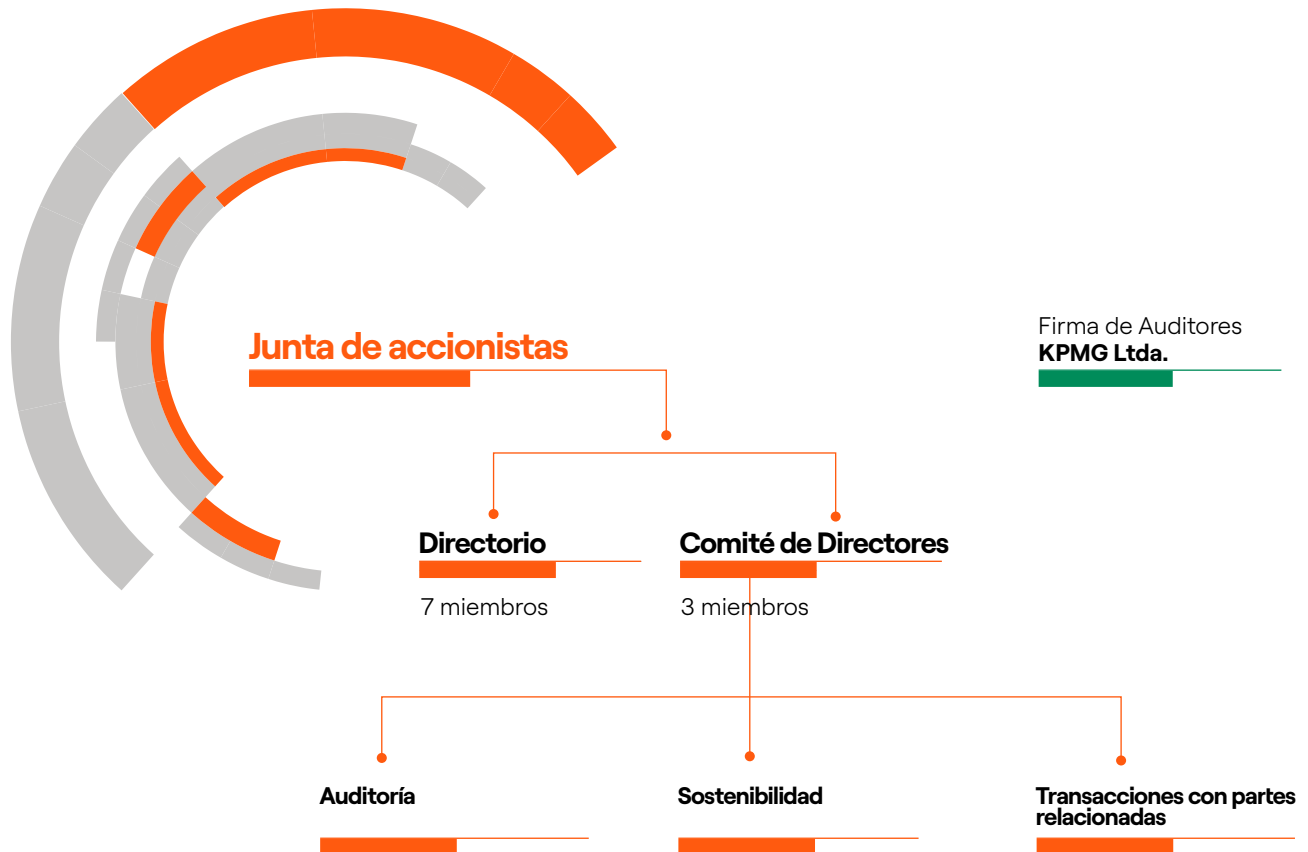 Junta de accionistas
Firma de Auditores
KPMG Ltda.
Directorio
7 miembros
Comité de Directores
3 miembros
Auditoría
Sostenibilidad
Transacciones con partes
relacionadas